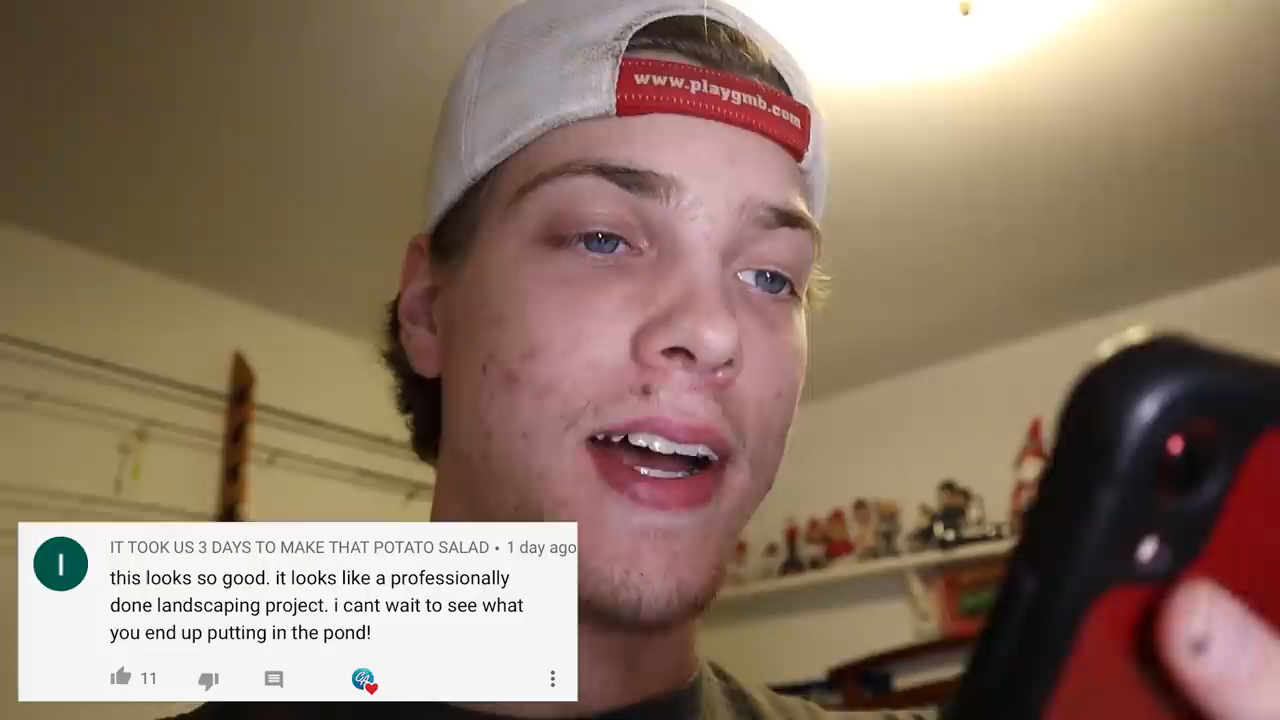 www.playgmb.com
IT TOOK US 3 DAYS TO MAKE THAT POTATO SALAD • 1 day ago
this looks so good. it looks like a professionally
done landscaping project. i cant wait to see what
you end up putting in the pond!
11